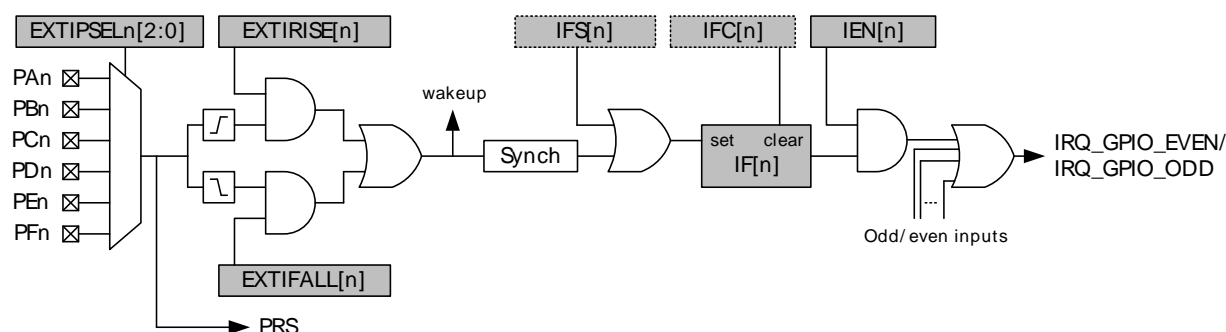 EXTIPSELn[2:0]
EXTIRISE[n]
IFS[n]
IFC[n]
IEN[n]
PAn
PBn
PCn
PDn
PEn
PFn
wakeup
Synch
set clear
IF[n]
IRQ_GPIO_EVEN/
IRQ_GPIO_ODD
Odd/even inputs
EXTIFALL[n]
PRS